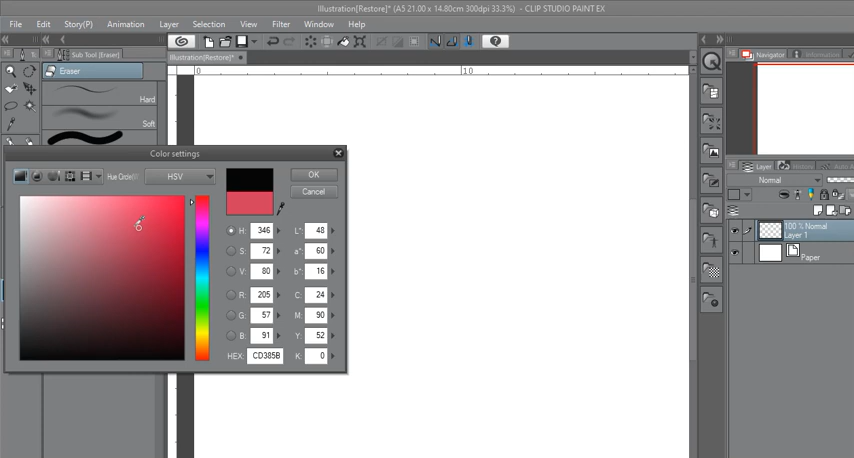 Illustration[Restore]* (A5 21.00 x 14.80cm 300dpi 33.3%) - CLIP STUDIO PAINT EX
File Edit Story(P) Animation Layer Selection View Filter Window Help
Sub Tool [Eraser]
Illustration[Restore]*
Navigator Information
Eraser
0 10
Hard
Soft
Color settings
HSV
OK
Cancel
H: 346 L*: 48
S: 72 a*: 60
V: 80 b*: 16
R: 205 C: 24
G: 57 M: 90
B: 91 Y: 52
HEX: CD385B K: 0
Layer
Normal
100 % Normal
Layer 1
Paper